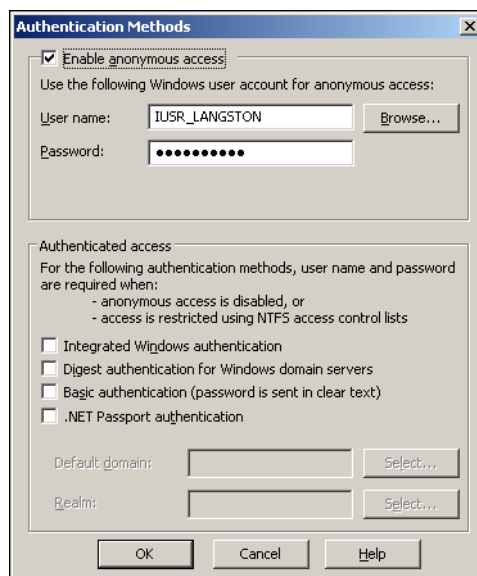 Authentication Methods
Enable anonymous access
Use the following Windows user account for anonymous access:
User name: IUSR_LANGSTON Browse...
Password: ●●●●●●●●●●
Authenticated access
For the following authentication methods, user name and password
are required when:
- anonymous access is disabled, or
- access is restricted using NTFS access control lists
Integrated Windows authentication
Digest authentication for Windows domain servers
Basic authentication (password is sent in clear text)
.NET Passport authentication
Default domain: Select...
Realm: Select...
OK Cancel Help